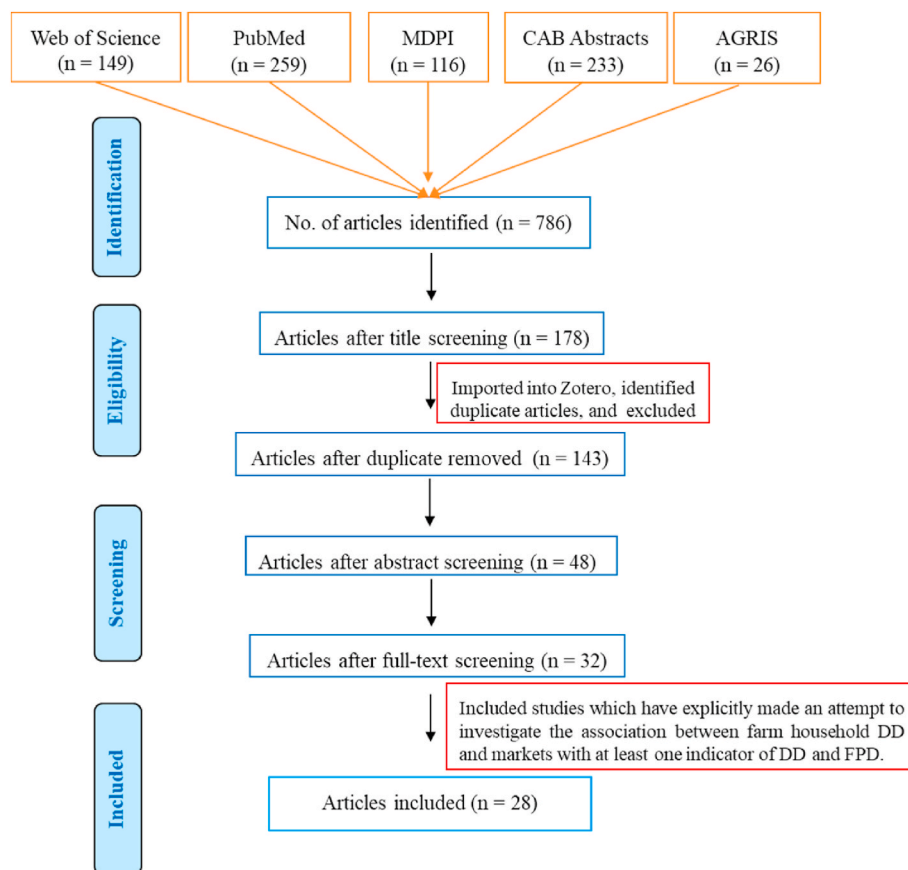 Web of Science
(n = 149)
PubMed
(n = 259)
MDPI
(n = 116)
CAB Abstracts
(n = 233)
AGRIS
(n = 26)
Identification
No. of articles identified (n = 786)
Eligibility
Articles after title screening (n = 178)
Imported into Zotero, identified
duplicate articles, and excluded
Articles after duplicate removed (n = 143)
Screening
Articles after abstract screening (n = 48)
Articles after full-text screening (n = 32)
Included
Included studies which have explicitly made an attempt to
investigate the association between farm household DD
and markets with at least one indicator of DD and FPD.
Articles included (n = 28)